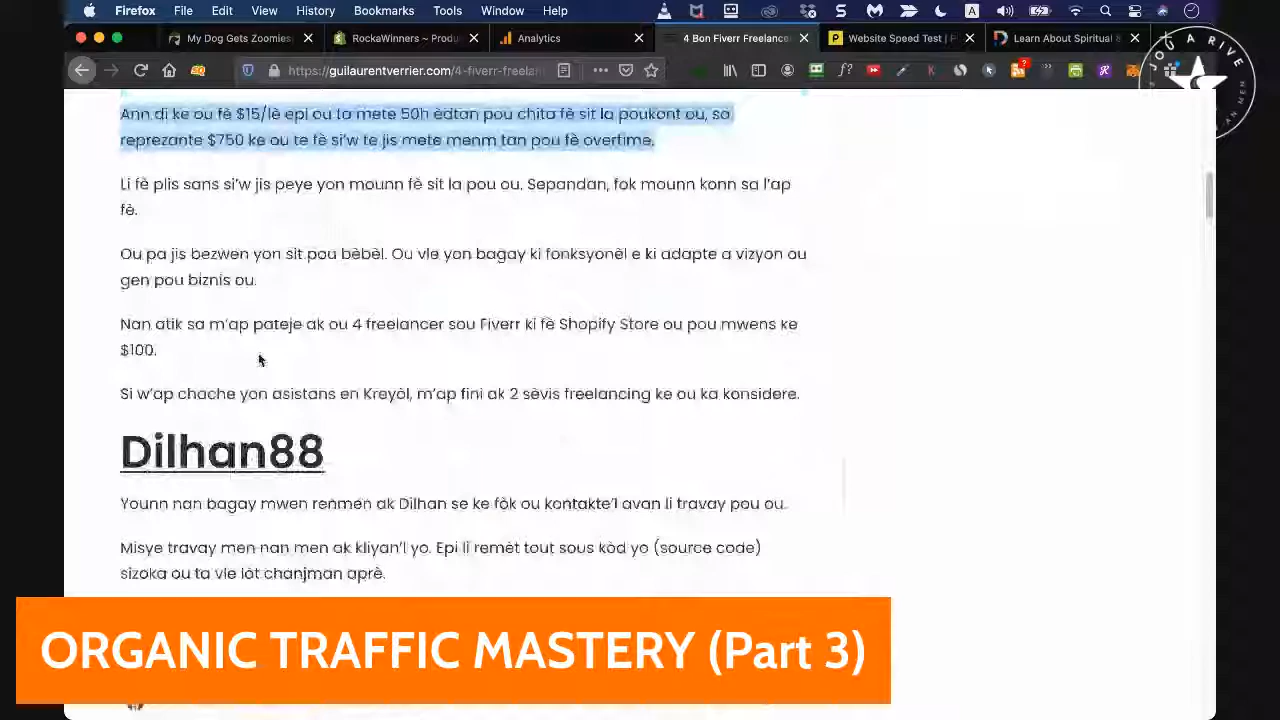 Firefox File Edit View History Bookmarks Tools Window Help
My Dog Gets Zoomies
RockaWinners ~ Produ
Analytics
4 Bon Fiverr Freelance
Website Speed Test | P
Learn About Spiritual 8
https://guilaurentverrier.com/4-fiverr-freelan
Ann di ke ou fè $15/lè epi ou ta mete 50h èdtan pou chita fè sit la poukont ou, sa
reprezante $750 ke ou te fè si'w te jis mete menm tan pou fè overtime.
Li fè plis sans si'w jis peye yon mounn fè sit la pou ou. Sepandan, fok mounn konn sa l'ap
fè.
Ou pa jis bezwen yon sit pou bèbèl. Ou vle yon bagay ki fonksyonèl e ki adapte a vizyon ou
gen pou biznis ou.
Nan atik sa m'ap pateje ak ou 4 freelancer sou Fiverr ki fè Shopify Store ou pou mwens ke
$100.
Si w'ap chache yon asistans en Kreyòl, m'ap fini ak 2 sèvis freelancing ke ou ka konsidere.
Dilhan88
Younn nan bagay mwen renmen ak Dilhan se ke fòk ou kontakte'l avan li travay pou ou.
Misye travay men nan men ak kliyan'l yo. Epi li remèt tout sous kòd yo (source code)
sizoka ou ta vle lòt chanjman aprè.
ORGANIC TRAFFIC MASTERY (Part 3)